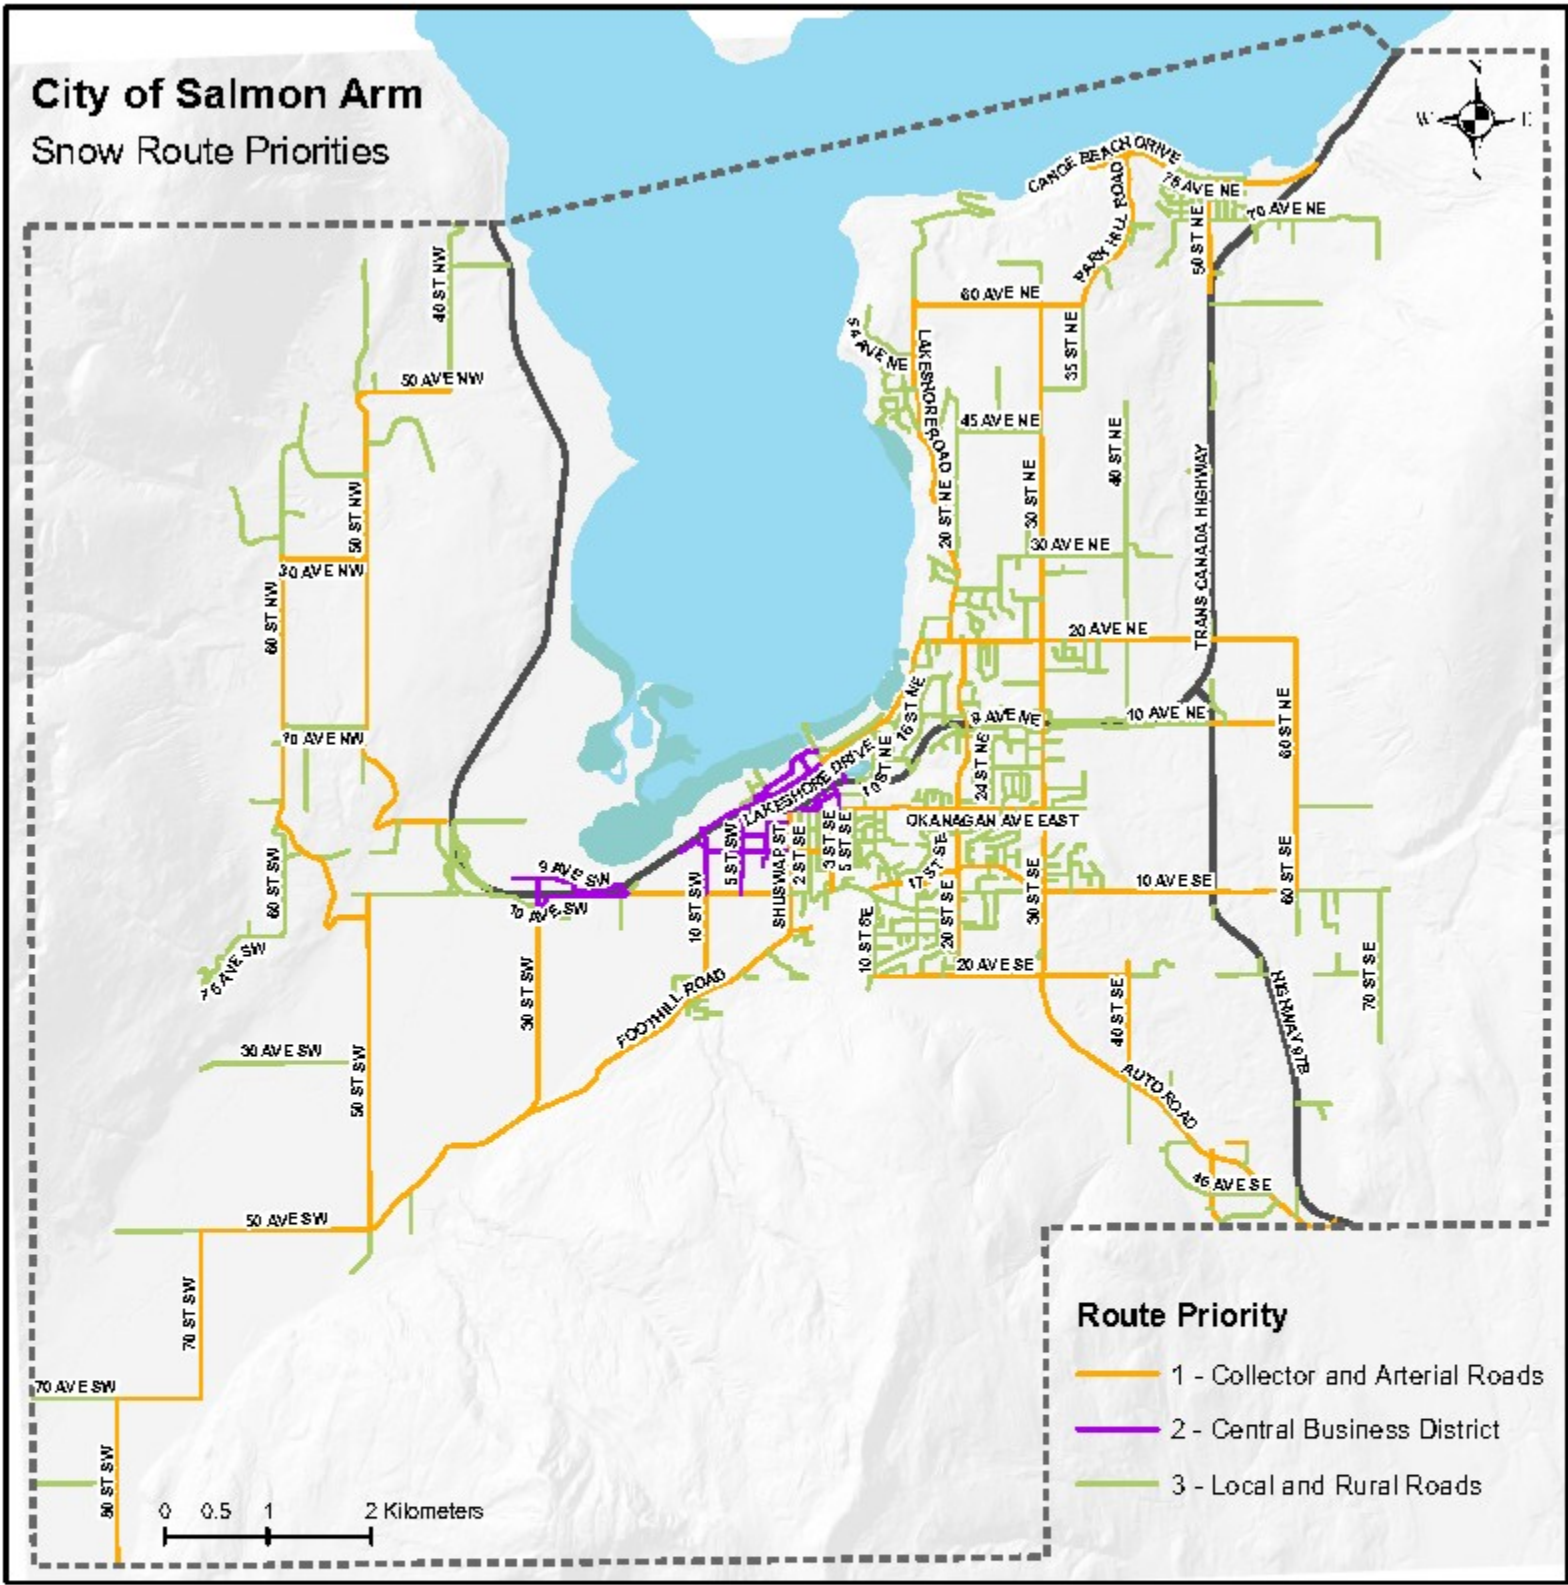 City of Salmon Arm
Snow Route Priorities
W
E
CANOE BEACH DRIVE
75 AVE NE
70 AVE NE
50 ST NE
PARK HILL ROAD
40 ST NW
60 AVE NE
54 AVE NE
LAKESHORE ROAD
35 ST NE
50 AVE NW
45 AVE NE
40 ST NE
TRANS CANADA HIGHWAY
20 ST NE
30 ST NE
50 ST NW
30 AVE NE
30 AVE NW
60 ST NW
20 AVE NE
16 ST NE
9 AVE NE
10 AVE NE
60 ST NE
10 AVE NW
LAKESHORE DRIVE
10 ST NE
24 ST NE
OKANAGAN AVE EAST
5 ST SW
SHUSWAP ST
2 ST SE
3 ST SE
5 ST SE
17 ST SE
9 AVE SW
10 AVE SW
10 ST SW
60 ST SW
30 ST SE
10 AVE SE
60 ST SE
10 ST SE
20 ST SE
75 AVE SW
20 AVE SE
30 ST SW
FOOTHILL ROAD
40 ST SE
70 ST SE
HIGHWAY 97B
30 AVE SW
50 ST SW
AUTO ROAD
46 AVE SE
50 AVE SW
70 ST SW
70 AVE SW
80 ST SW
0 0.5 1 2 Kilometers
Route Priority
1 - Collector and Arterial Roads
2 - Central Business District
3 - Local and Rural Roads